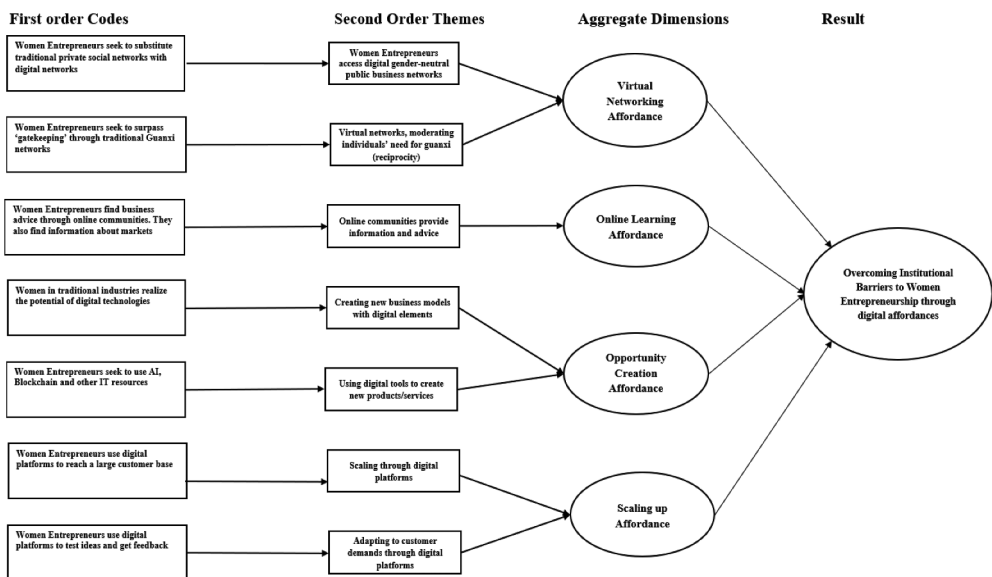 First order Codes
Second Order Themes
Aggregate Dimensions
Result
Women Entrepreneurs seek to substitute
traditional private social networks with
digital networks
Women Entrepreneurs
access digital gender-neutral
public business networks
Virtual
Networking
Affordance
Women Entrepreneurs seek to surpass
‘gatekeeping’ through traditional Guanxi
networks
Virtual networks, moderating
individuals’ need for guanxi
(reciprocity)
Women Entrepreneurs find business
advice through online communities. They
also find information about markets
Online communities provide
information and advice
Online Learning
Affordance
Women in traditional industries realize
the potential of digital technologies
Creating new business models
with digital elements
Overcoming Institutional
Barriers to Women
Entrepreneurship through
digital affordances
Women Entrepreneurs seek to use AI,
Blockchain and other IT resources
Using digital tools to create
new products/services
Opportunity
Creation
Affordance
Women Entrepreneurs use digital
platforms to reach a large customer base
Scaling through digital
platforms
Scaling up
Affordance
Women Entrepreneurs use digital
platforms to test ideas and get feedback
Adapting to customer
demands through digital
platforms